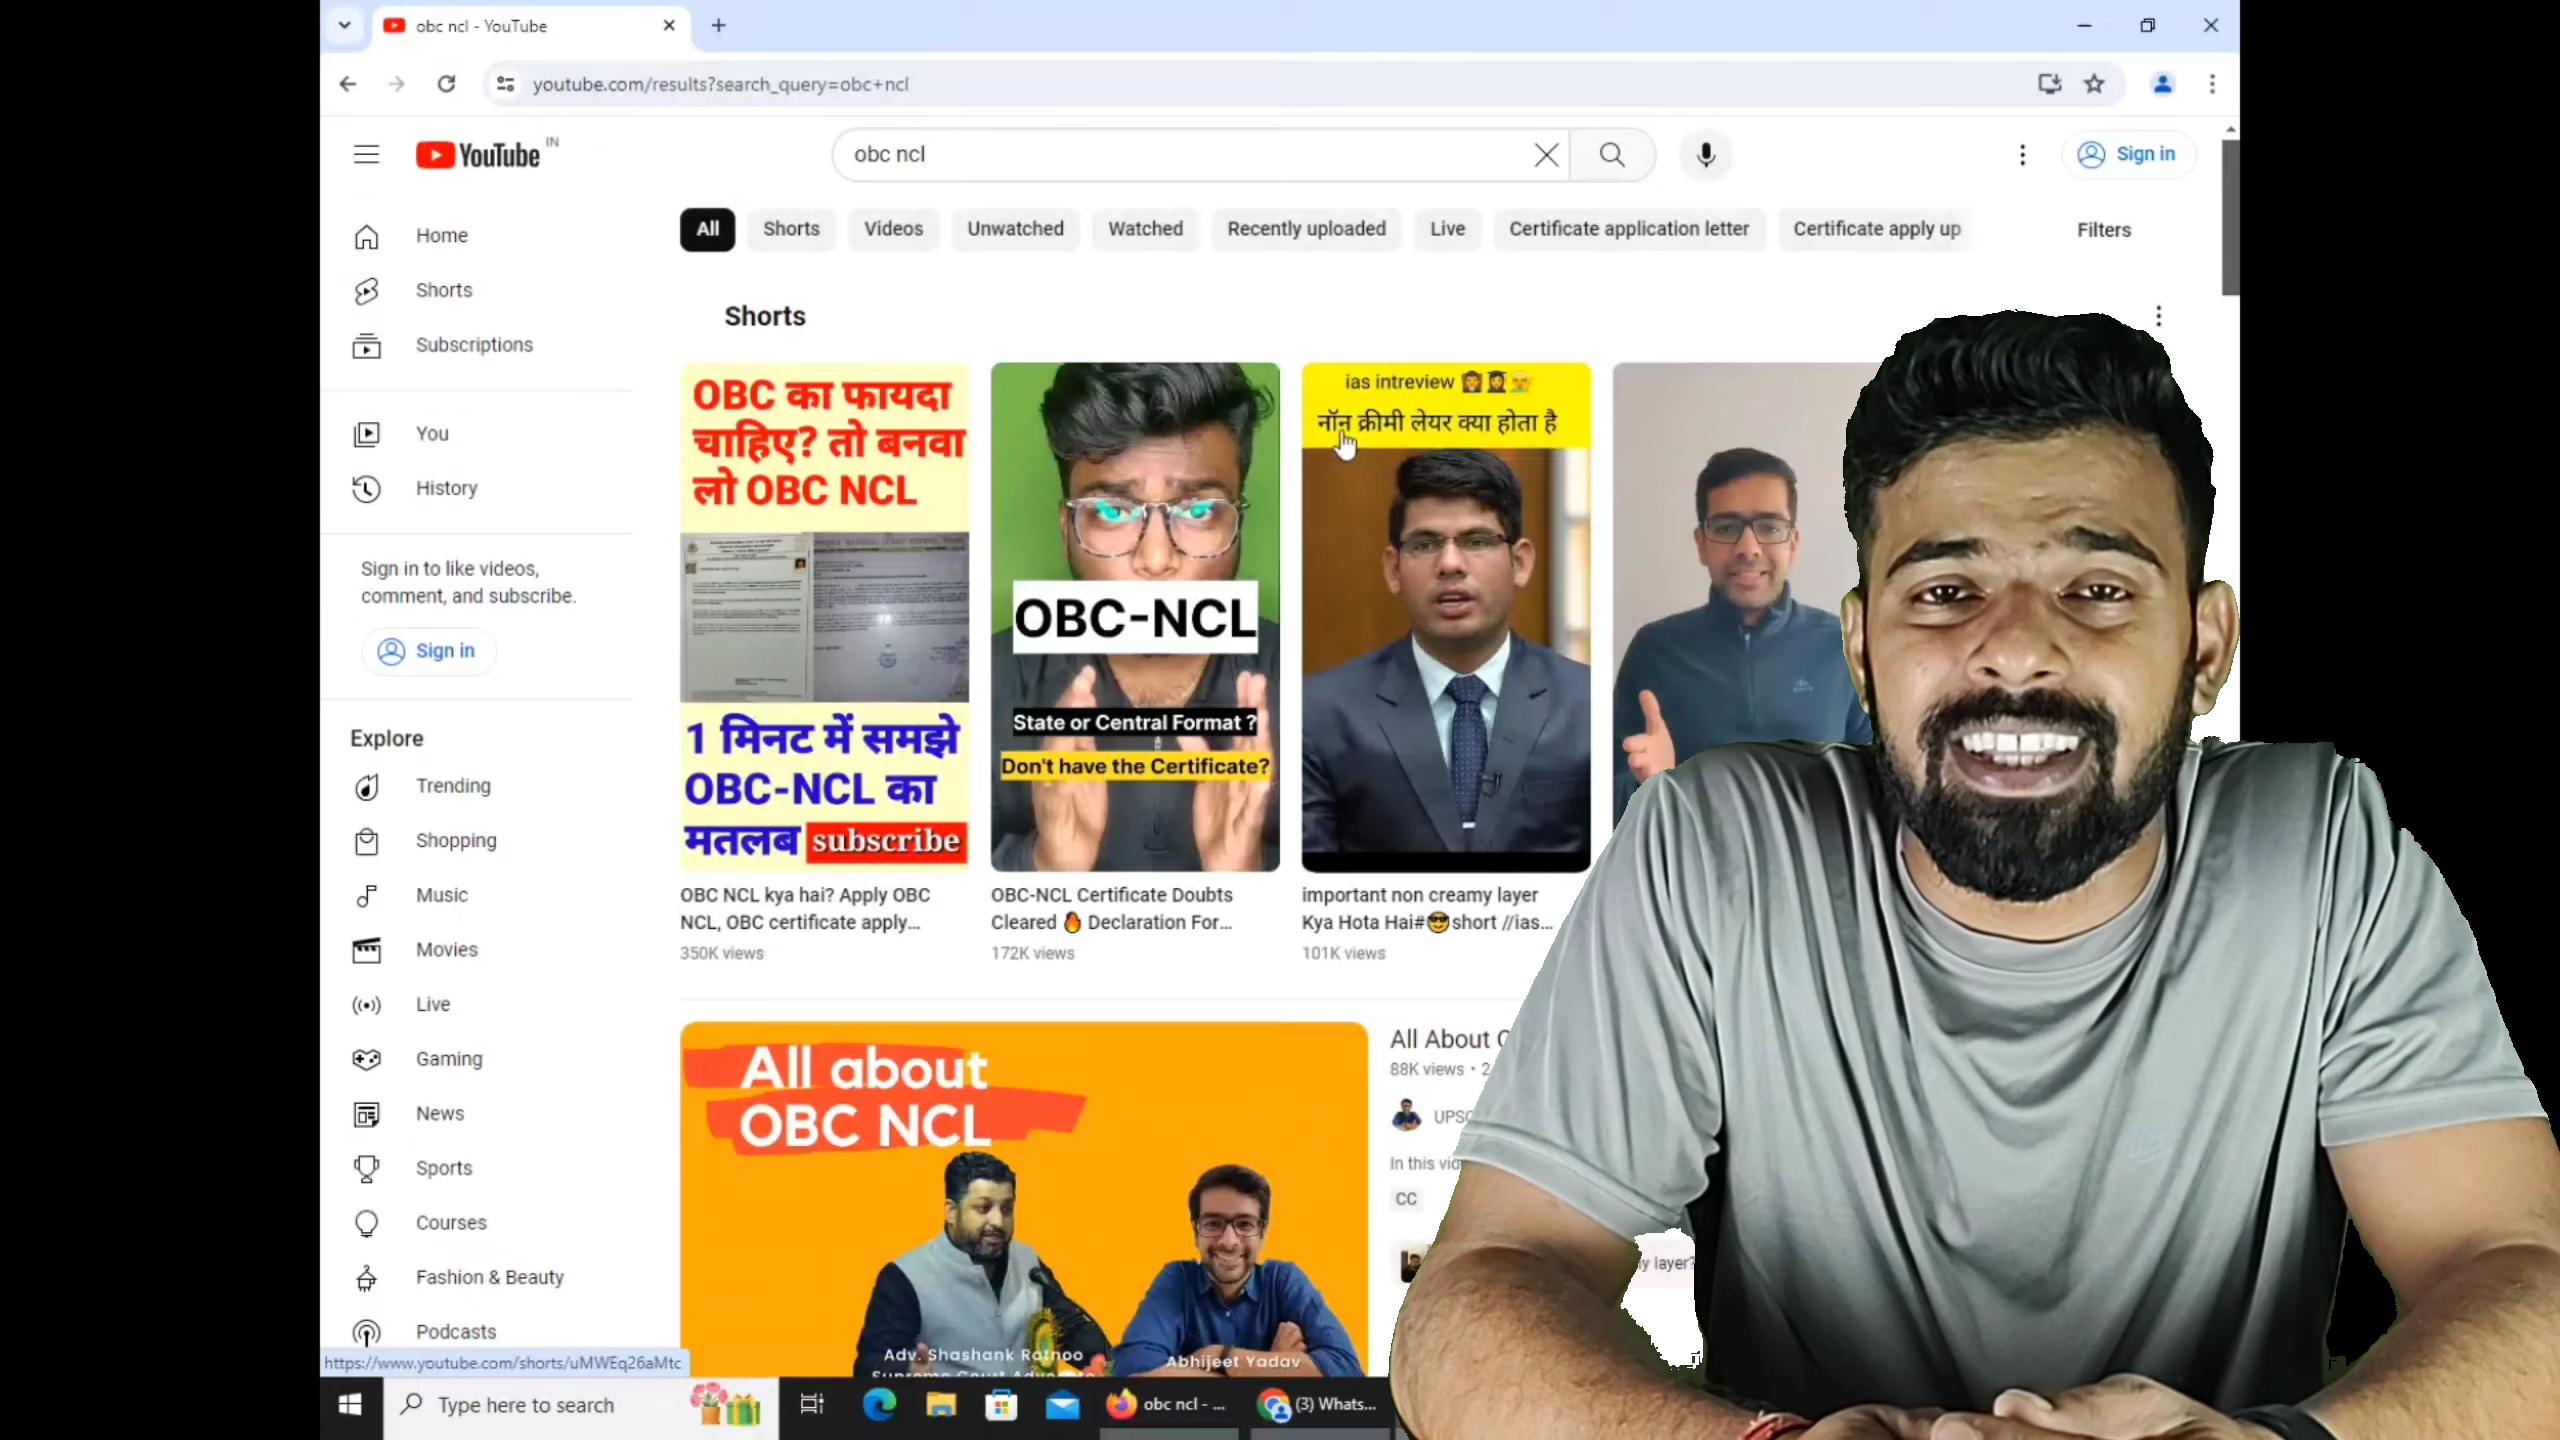 obc ncl - YouTube
youtube.com/results?search_query=obc+ncl
YouTube IN
obc ncl
Sign in
Home
Shorts
Subscriptions
You
History
Sign in to like videos,
comment, and subscribe.
Sign in
Explore
Trending
Shopping
Music
Movies
Live
Gaming
News
Sports
Courses
Fashion & Beauty
Podcasts
All
Shorts
Videos
Unwatched
Watched
Recently uploaded
Live
Certificate application letter
Certificate apply up
Filters
Shorts
OBC का फायदा
चाहिए? तो बनवा
लो OBC NCL
1 मिनट में समझे
OBC-NCL का
मतलब subscribe
OBC NCL kya hai? Apply OBC
NCL, OBC certificate apply...
350K views
OBC-NCL
State or Central Format ?
Don't have the Certificate?
OBC-NCL Certificate Doubts
Cleared 🔥 Declaration For...
172K views
ias intreview
नॉन क्रीमी लेयर क्या होता है
important non creamy layer
Kya Hota Hai#😎short //ias...
101K views
All about
OBC NCL
Adv. Shashank Ratnoo
Abhijeet Yadav
All About
88K views • 2
UPSC
In this
CC
layer?
https://www.youtube.com/shorts/uMWEq26aMtc
Type here to search
obc ncl - ...
(3) Whats...